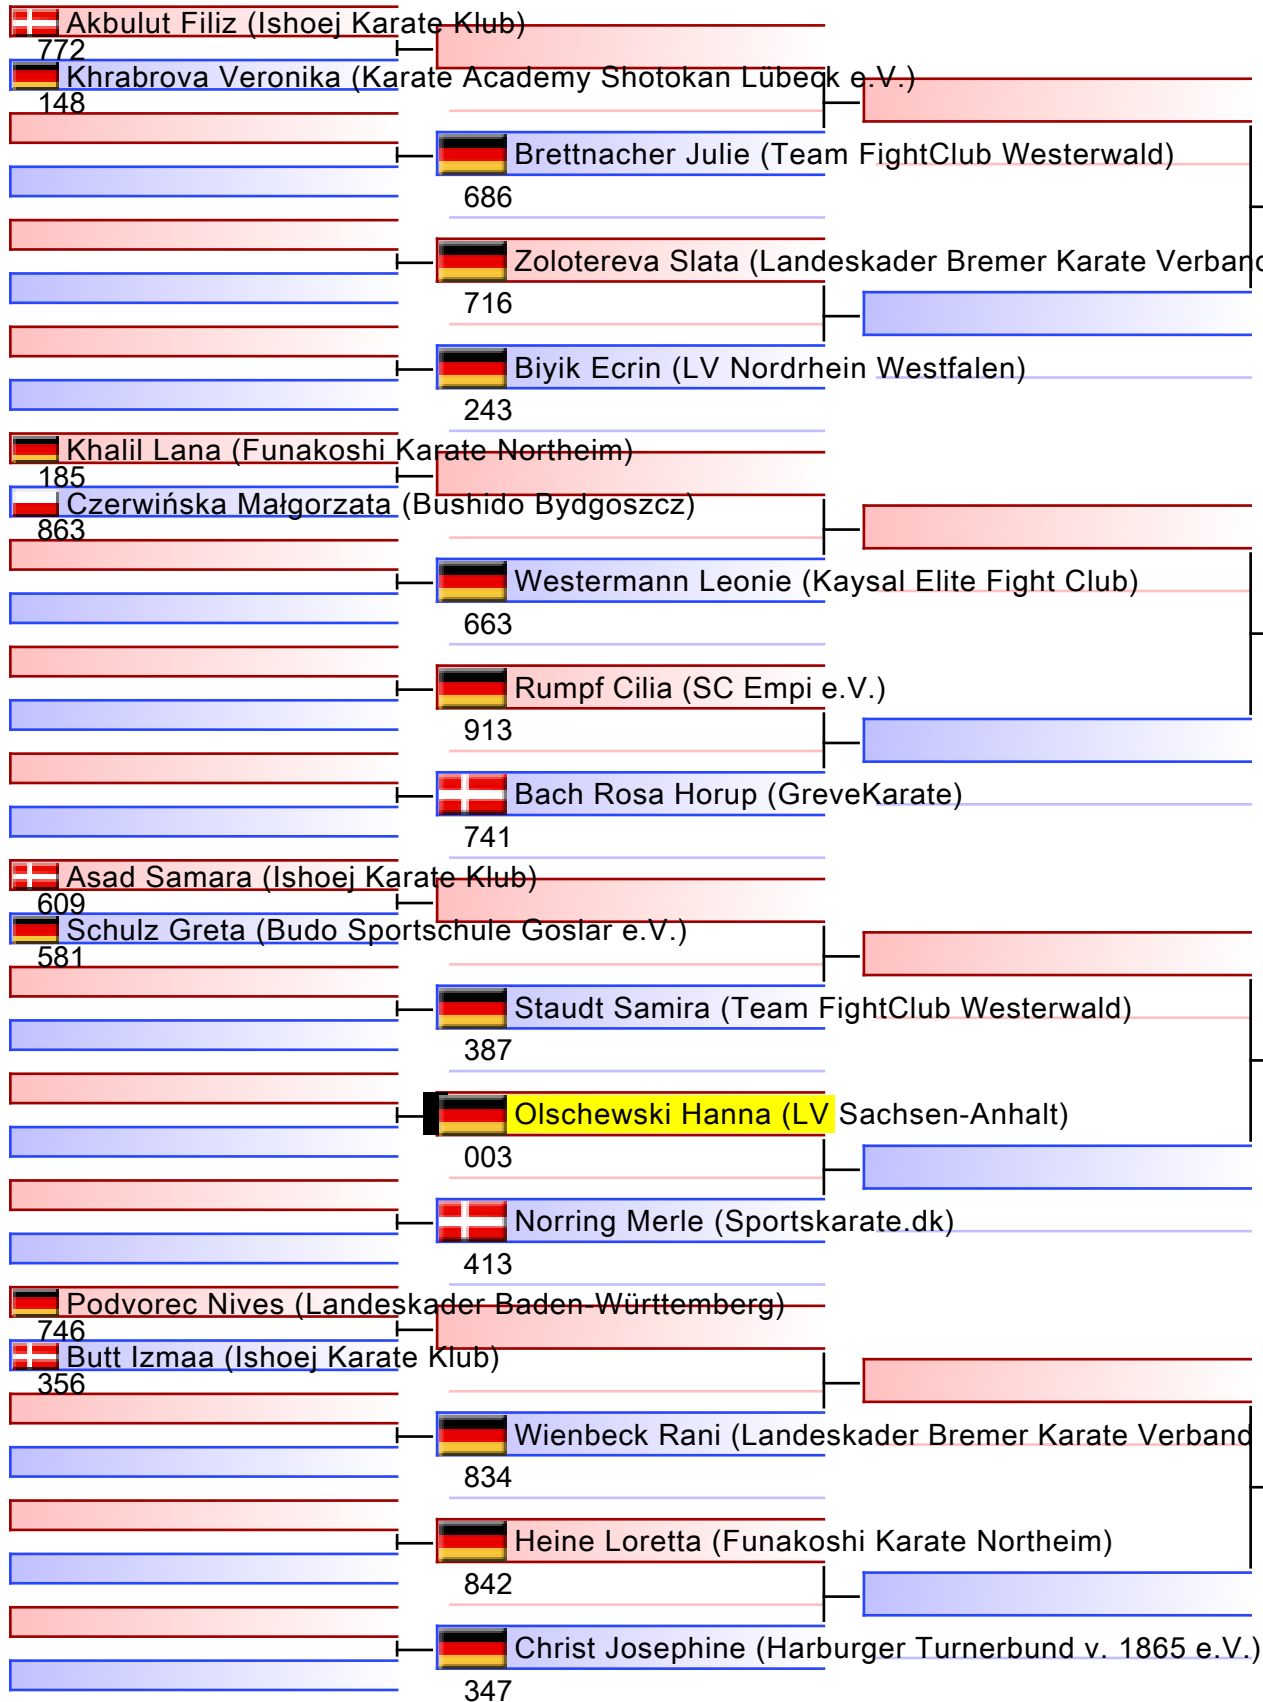 Akbulut Filiz (Ishoej Karate Klub)
772
Khrabrova Veronika (Karate Academy Shotokan Lübeck e.V.)
148
Brettnacher Julie (Team FightClub Westerwald)
686
Zolotereva Slata (Landeskader Bremer Karate Verband
716
Biyik Ecrin (LV Nordrhein Westfalen)
243
Khalil Lana (Funakoshi Karate Northeim)
185
Czerwińska Małgorzata (Bushido Bydgoszcz)
863
Westermann Leonie (Kaysal Elite Fight Club)
663
Rumpf Cilia (SC Empi e.V.)
913
Bach Rosa Horup (GreveKarate)
741
Asad Samara (Ishoej Karate Klub)
609
Schulz Greta (Budo Sportschule Goslar e.V.)
581
Staudt Samira (Team FightClub Westerwald)
387
Olschewski Hanna (LV Sachsen-Anhalt)
003
Norring Merle (Sportskarate.dk)
413
Podvorec Nives (Landeskader Baden-Württemberg)
746
Butt Izmaa (Ishoej Karate Klub)
356
Wienbeck Rani (Landeskader Bremer Karate Verband
834
Heine Loretta (Funakoshi Karate Northeim)
842
Christ Josephine (Harburger Turnerbund v. 1865 e.V.)
347